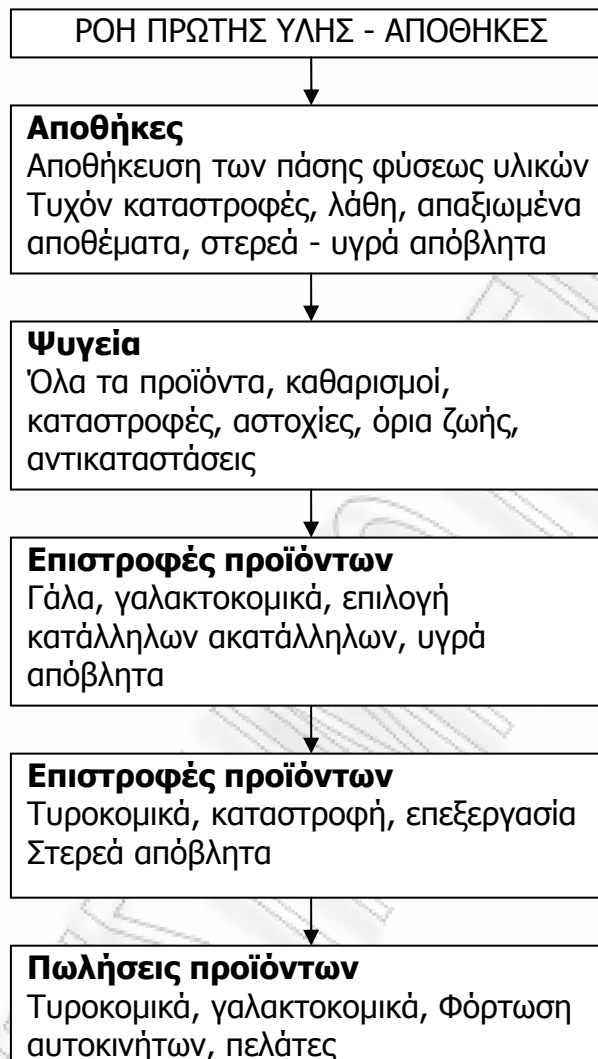 ΡΟΗ ΠΡΩΤΗΣ ΥΛΗΣ - ΑΠΟΘΗΚΕΣ
Αποθήκες
Αποθήκευση των πάσης φύσεως υλικών
Τυχόν καταστροφές, λάθη, απαξιωμένα
αποθέματα, στερεά - υγρά απόβλητα
Ψυγεία
Όλα τα προϊόντα, καθαρισμοί,
καταστροφές, αστοχίες, όρια ζωής,
αντικαταστάσεις
Επιστροφές προϊόντων
Γάλα, γαλακτοκομικά, επιλογή
κατάλληλων ακατάλληλων, υγρά
απόβλητα
Επιστροφές προϊόντων
Τυροκομικά, καταστροφή, επεξεργασία
Στερεά απόβλητα
Πωλήσεις προϊόντων
Τυροκομικά, γαλακτοκομικά, Φόρτωση
αυτοκινήτων, πελάτες